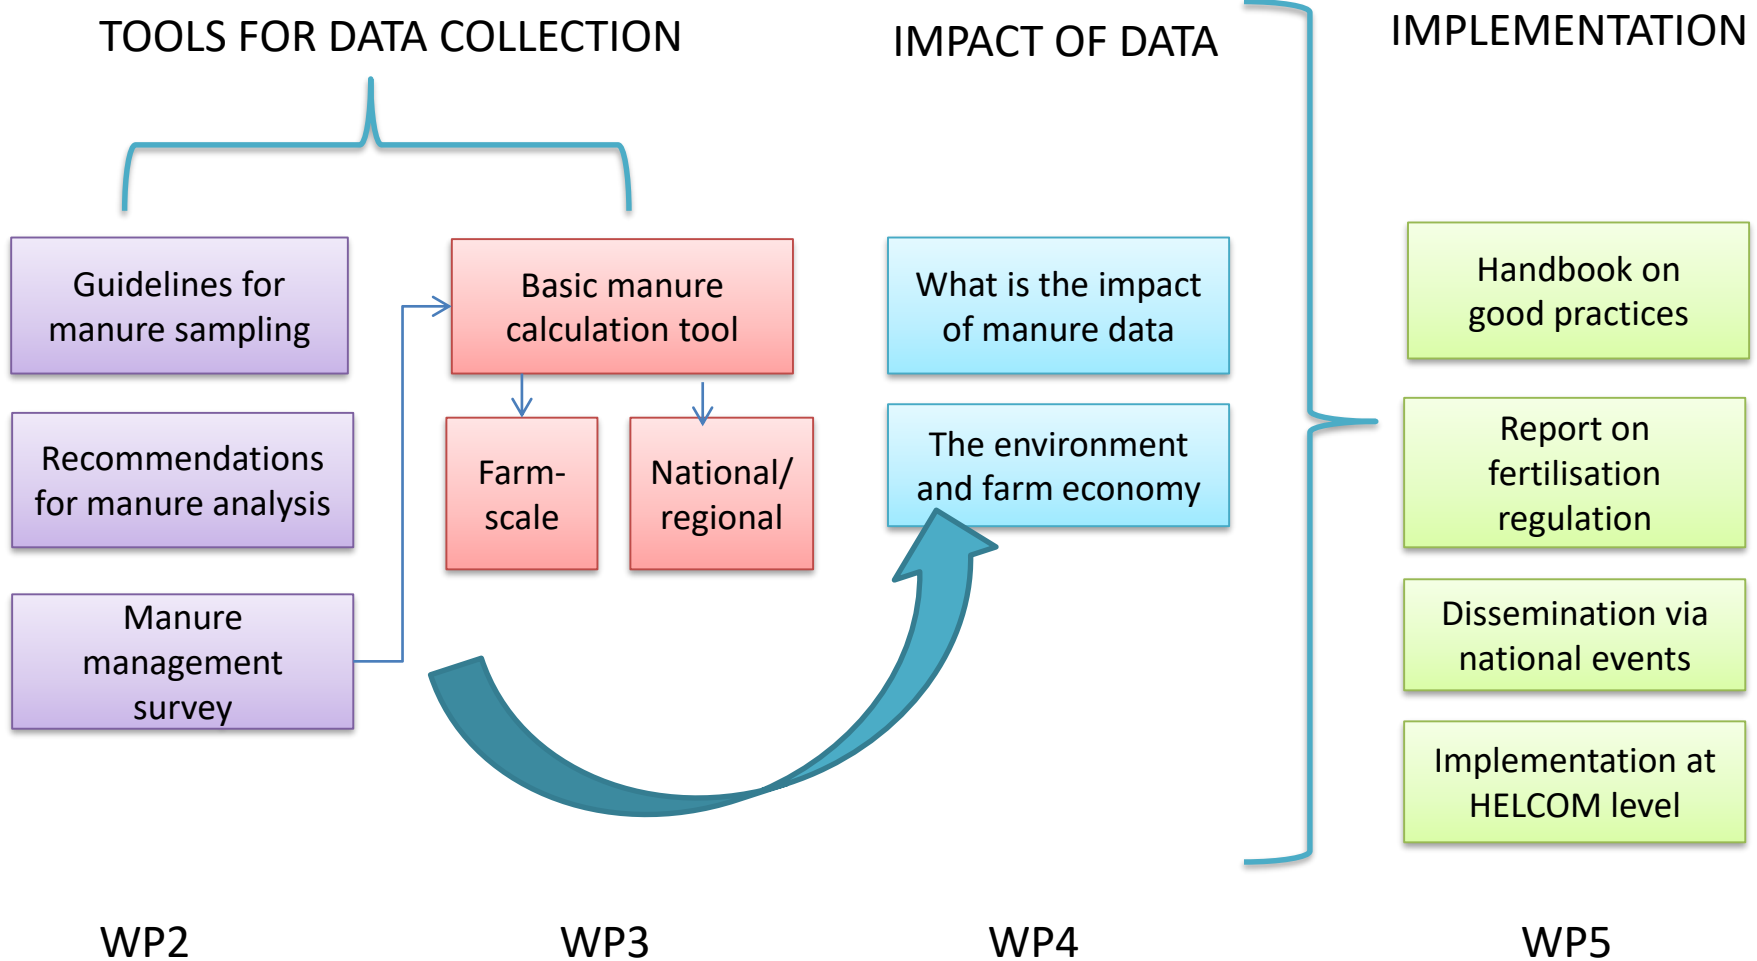 TOOLS FOR DATA COLLECTION
IMPACT OF DATA
IMPLEMENTATION
Guidelines for
manure sampling
Recommendations
for manure analysis
Manure
management
survey
Basic manure
calculation tool
Farm-
scale
National/
regional
What is the impact
of manure data
The environment
and farm economy
Handbook on
good practices
Report on
fertilisation
regulation
Dissemination via
national events
Implementation at
HELCOM level
WP2
WP3
WP4
WP5